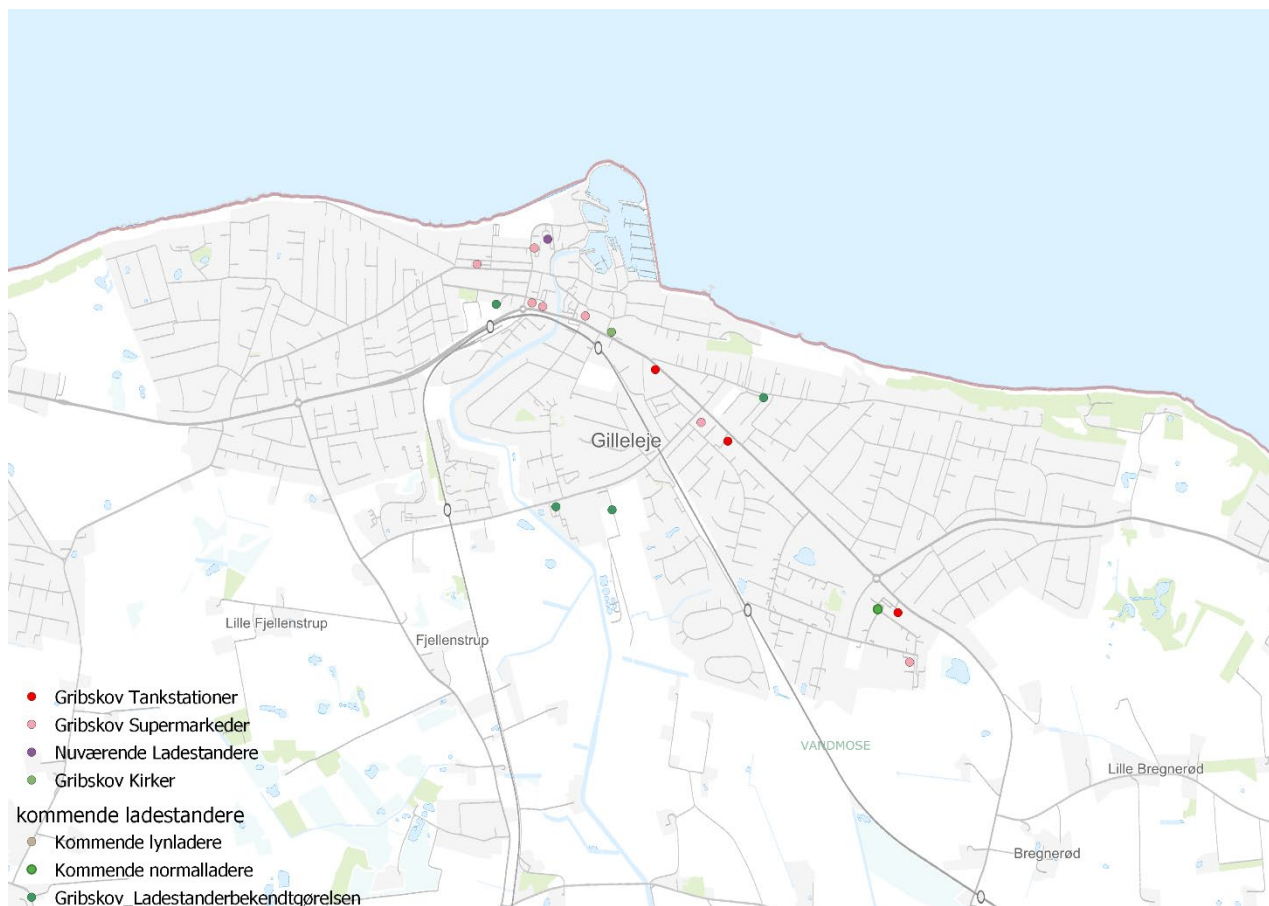 Gilleleje
Lille Fjellenstrup
Fjellenstrup
VANDMOSE
Lille Bregnerød
Bregnerød
Gribskov Tankstationer
Gribskov Supermarkeder
Nuværende Ladestandere
Gribskov Kirker
kommende ladestandere
Kommende lynladere
Kommende normalladere
Gribskov_Ladestanderbekendtgørelsen